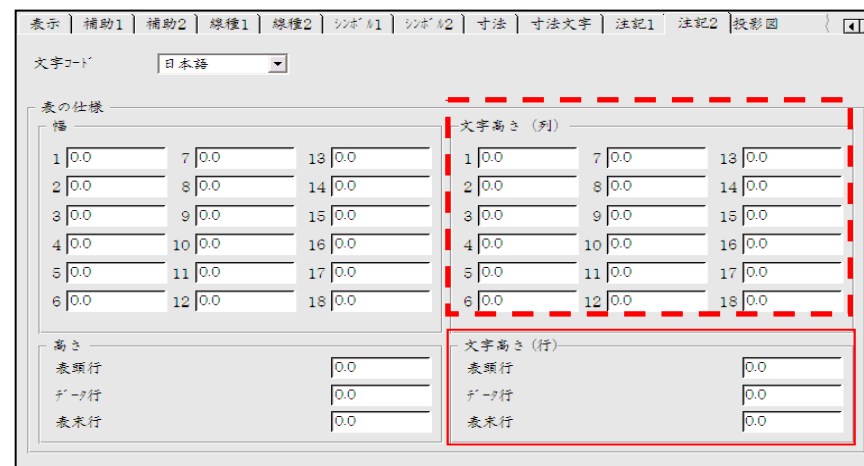 表示 補助1 補助2 線種1 線種2 ｼﾝﾎﾞﾙ1 ｼﾝﾎﾞﾙ2 寸法 寸法文字 注記1 注記2 投影図
文字ｺｰﾄﾞ 日本語
表の仕様
幅 文字高さ (列)
1 0.0 7 0.0 13 0.0 1 0.0 7 0.0 13 0.0
2 0.0 8 0.0 14 0.0 2 0.0 8 0.0 14 0.0
3 0.0 9 0.0 15 0.0 3 0.0 9 0.0 15 0.0
4 0.0 10 0.0 16 0.0 4 0.0 10 0.0 16 0.0
5 0.0 11 0.0 17 0.0 5 0.0 11 0.0 17 0.0
6 0.0 12 0.0 18 0.0 6 0.0 12 0.0 18 0.0
高さ 文字高さ (行)
表頭行 0.0 表頭行 0.0
ﾃﾞｰﾀ行 0.0 ﾃﾞｰﾀ行 0.0
表末行 0.0 表末行 0.0